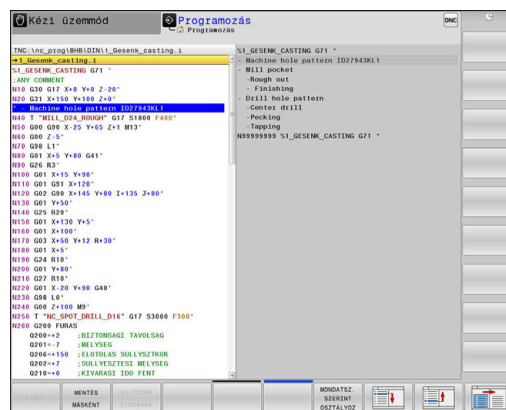 Kézi üzemmód
Programozás
Programozás
DNC
TNC:\nc_prog\BHB\DIN\1_Gesenk_casting.i
→1_Gesenk_casting.i
%1_GESENK_CASTING G71 *
;ANY COMMENT
N10 G30 G17 X+0 Y+0 Z-20*
N20 G31 X+150 Y+100 Z+0*
* - Machine hole pattern ID27943KL1
N40 T "MILL_D24_ROUGH" G17 S1800 F400*
N50 G00 G90 X-25 Y+65 Z+1 M13*
N60 G00 Z-5*
N70 G98 L1*
N80 G01 X+5 Y+80 G41*
N90 G26 R3*
N100 G01 X+15 Y+90*
N110 G01 G91 X+120*
N120 G02 G90 X+145 Y+80 I+135 J+80*
N130 G01 Y+50*
N140 G25 R20*
N150 G01 X+130 Y+5*
N160 G01 X+100*
N170 G03 X+50 Y+12 R+30*
N180 G01 X+5*
N190 G24 R10*
N200 G01 Y+80*
N210 G27 R10*
N220 G01 X-20 Y+90 G40*
N230 G98 L0*
N240 G00 Z+100 M9*
N250 T "NC_SPOT_DRILL_D16" G17 S3000 F300*
N260 G200 FURAS
Q200=+2 ;BIZTONSAGI TAVOLSAG
Q201=-7 ;MELYSEG
Q206=+150 ;ELOTOLAS SULLYSZTKOR
Q202=+7 ;SULLYESZTESI MELYSEG
Q210=+0 ;KIVARASI IDO FENT
%1_GESENK_CASTING G71 *
- Machine hole pattern ID27943KL1
- Mill pocket
-Rough out
- Finishing
- Drill hole pattern
-Center drill
-Pecking
-Tapping
N99999999 %1_GESENK_CASTING G71 *
MENTÉS
MÁSKÉNT
MONDATSZ.
SZERINT
OSZTÁLYOZ